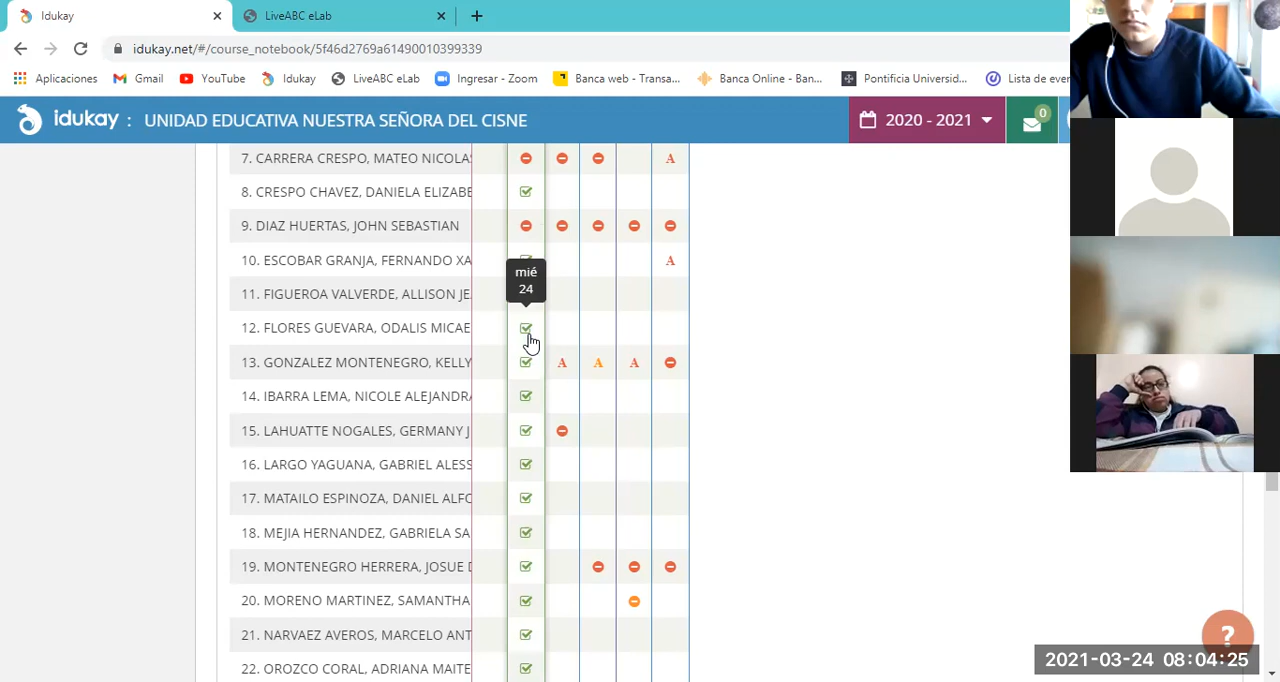 Idukay
LiveABC eLab
idukay.net/#/course_notebook/5f46d2769a61490010399339
Aplicaciones Gmail YouTube Idukay LiveABC eLab Ingresar - Zoom Banca web - Transa... Banca Online - Ban... Pontificia Universid... Lista de ever
idukay : UNIDAD EDUCATIVA NUESTRA SEÑORA DEL CISNE 2020 - 2021 0
7. CARRERA CRESPO, MATEO NICOLAS A
8. CRESPO CHAVEZ, DANIELA ELIZABE
9. DIAZ HUERTAS, JOHN SEBASTIAN
10. ESCOBAR GRANJA, FERNANDO XA A
mié
24
11. FIGUEROA VALVERDE, ALLISON JE
12. FLORES GUEVARA, ODALIS MICAE
13. GONZALEZ MONTENEGRO, KELLY A A A
14. IBARRA LEMA, NICOLE ALEJANDRA
15. LAHUATTE NOGALES, GERMANY J
16. LARGO YAGUANA, GABRIEL ALESS
17. MATAILO ESPINOZA, DANIEL ALFO
18. MEJIA HERNANDEZ, GABRIELA SA
19. MONTENEGRO HERRERA, JOSUE D
20. MORENO MARTINEZ, SAMANTHA
21. NARVAEZ AVEROS, MARCELO ANT
22. OROZCO CORAL, ADRIANA MAITE
?
2021-03-24 08:04:25